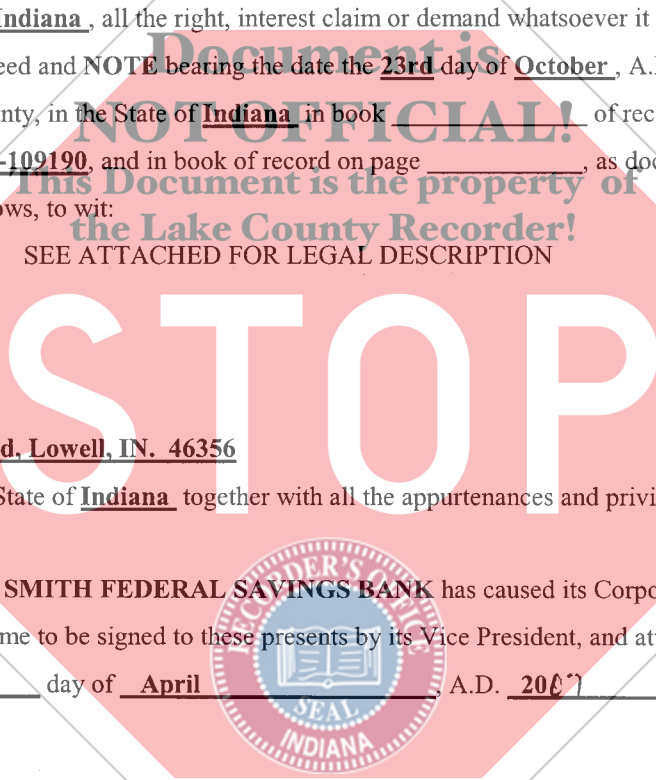 Indiana , all the right, interest claim or demand whatsoever it
Document is
eed and NOTE bearing the date the 23rd day of October , A.
NOT OFFICIAL!
nty, in the State of Indiana in book ______________ of rec
-109190, and in book of record on page ____________, as doc
This Document is the property of
ows, to wit:
the Lake County Recorder!
SEE ATTACHED FOR LEGAL DESCRIPTION
STOP
d, Lowell, IN. 46356
State of Indiana together with all the appurtenances and privi
SMITH FEDERAL SAVINGS BANK has caused its Corpo
me to be signed to these presents by its Vice President, and at
day of April , A.D.
RECORDER'S OFFICE
SEAL
INDIANA